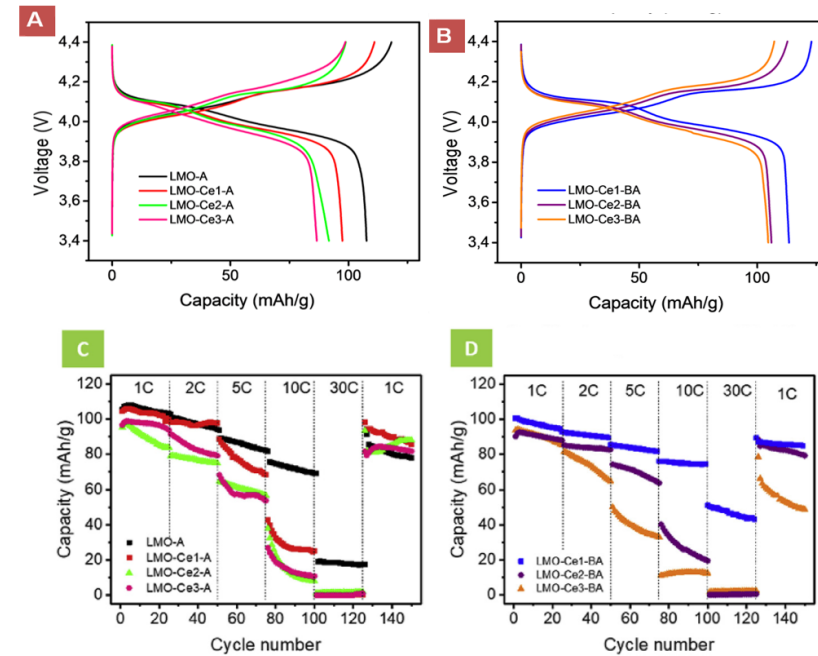 A
4,4
4,2
4,0
3,8
3,6
3,4
Voltage (V)
LMO-A
LMO-Ce1-A
LMO-Ce2-A
LMO-Ce3-A
0
50
100
Capacity (mAh/g)
B
4,4
4,2
4,0
3,8
3,6
3,4
Voltage (V)
LMO-Ce1-BA
LMO-Ce2-BA
LMO-Ce3-BA
0
50
100
Capacity (mAh/g)
C
120
100
80
60
40
20
0
Capacity (mAh/g)
1C 2C 5C 10C 30C 1C
LMO-A
LMO-Ce1-A
LMO-Ce2-A
LMO-Ce3-A
0 20 40 60 80 100 120 140
Cycle number
D
120
100
80
60
40
20
0
Capacity (mAh/g)
1C 2C 5C 10C 30C 1C
LMO-Ce1-BA
LMO-Ce2-BA
LMO-Ce3-BA
0 20 40 60 80 100 120 140
Cycle number